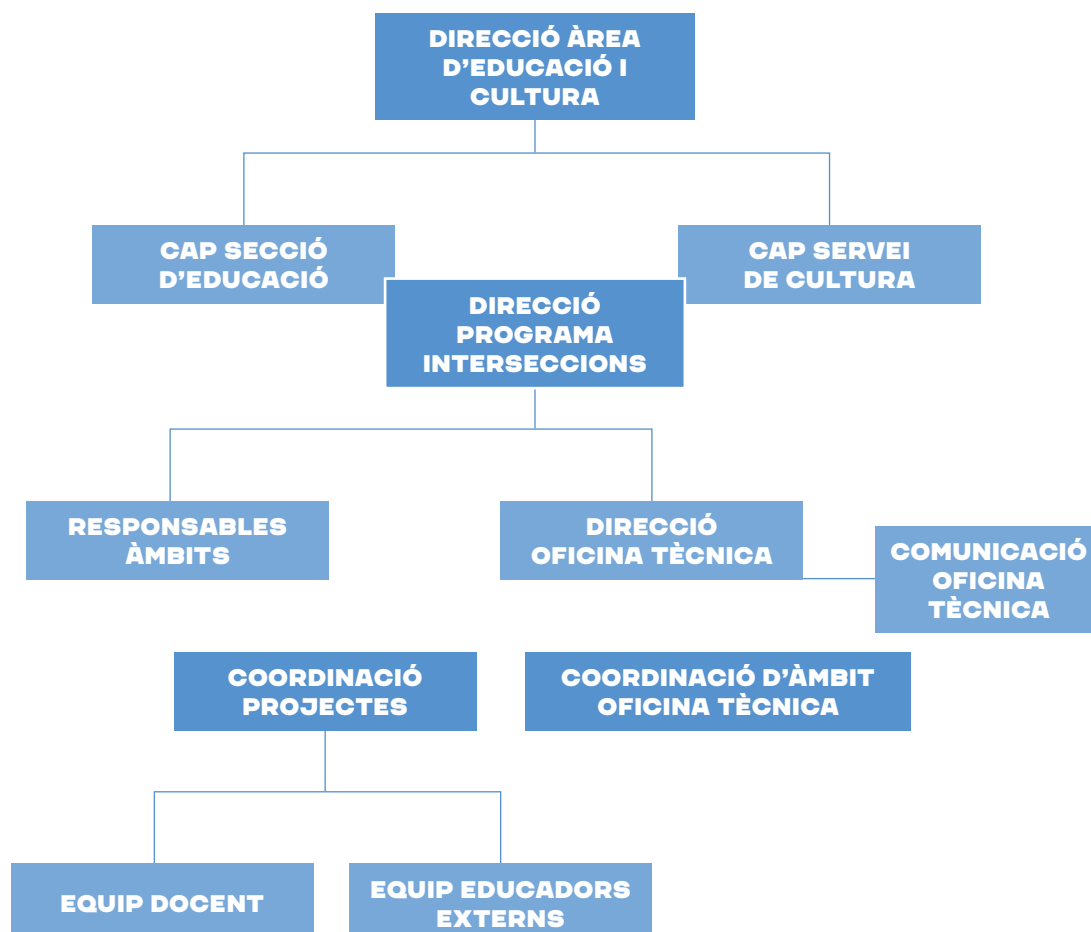 DIRECCIÓ ÀREA
D'EDUCACIÓ I
CULTURA
CAP SECCIÓ
D'EDUCACIÓ
CAP SERVEI
DE CULTURA
DIRECCIÓ
PROGRAMA
INTERSECCIONS
RESPONSABLES
ÀMBITS
DIRECCIÓ
OFICINA TÈCNICA
COMUNICACIÓ
OFICINA
TÈCNICA
COORDINACIÓ
PROJECTES
COORDINACIÓ D'ÀMBIT
OFICINA TÈCNICA
EQUIP DOCENT
EQUIP EDUCADORS
EXTERNS